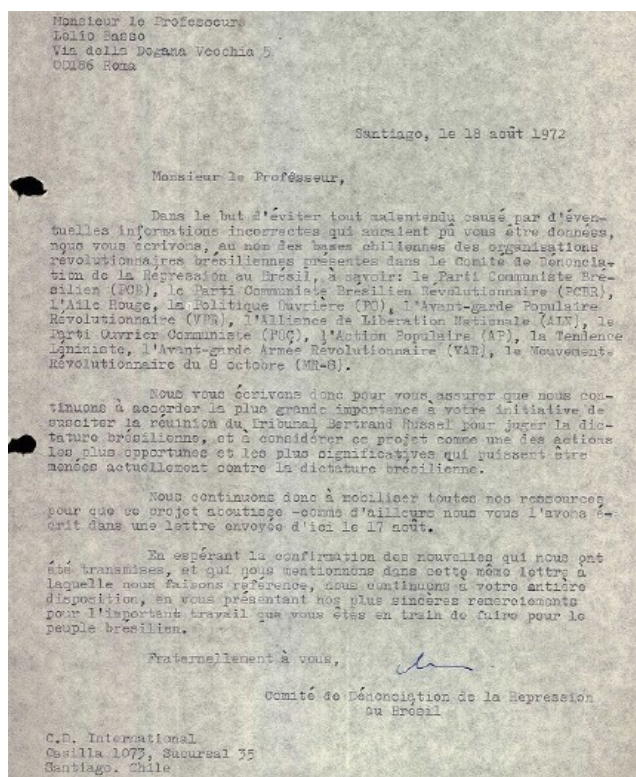 Monsieur le Professeur
Lelio Basso
Via della Dogana Vecchia 5
00186 Roma
Santiago, le 18 août 1972
Monsieur le Profésseur,
Dans le but d'éviter tout malentendu causé par d'éven-
tuelles informations incorrectes qui auraient pû vous être données,
nous vous écrivons, au nom des bases chiliennes des organisations
révolutionnaires brésiliennes présentes dans le Comité de Dénoncia-
tion de la Répression au Brésil, à savoir: le Parti Communiste Bré-
silien (PCB), le Parti Communiste Brésilien Révolutionnaire (PCBR),
l'Aile Rouge, la Politique Ouvrière (PO), l'Avant-garde Populaire
Révolutionnaire (VPR), l'Alliance de Libération Nationale (ALN), le
Parti Ouvrier Communiste (POC), l'Action Populaire (AP), la Tendence
Léniniste, l'Avant-garde Armée Révolutionnaire (VAR), le Mouvement
Révolutionnaire du 8 octobre (MR-8).
Nous vous écrivons donc pour vous assurer que nous con-
tinuons à accorder la plus grande importance à votre initiative de
susciter la réunion du Tribunal Bertrand Russel pour juger la dic-
tature brésilienne, et à considérer ce projet comme une des actions
les plus opportunes et les plus significatives qui puissent être
menées actuellement contre la dictature brésilienne.
Nous continuons donc à mobiliser toutes nos ressources
pour que ce projet aboutisse -comme d'ailleurs nous vous l'avons é-
crit dans une lettre envoyée d'ici le 17 août.
En espérant la confirmation des nouvelles qui nous ont
été transmises, et qui nous mentionnons dans cette même lettre a
laquelle nous faisons référence, nous continuons à votre entière
disposition, en vous présentant nos plus sincères remerciements
pour l'important travail que vous êtes en train de faire pour le
peuple brésilien.
Fraternellement à vous,
Comité de Dénonciation de la Repression
au Brésil
C.D. International
Casilla 1073, Sucursal 35
Santiago. Chile